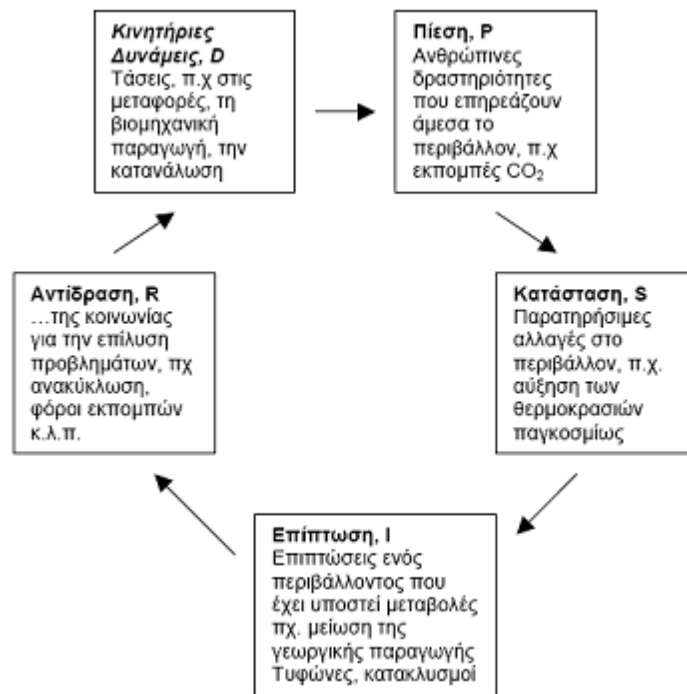 Κινητήριες
Δυνάμεις, D
Τάσεις, π.χ στις
μεταφορές, τη
βιομηχανική
παραγωγή, την
κατανάλωση
Πίεση, P
Ανθρώπινες
δραστηριότητες
που επηρεάζουν
άμεσα το
περιβάλλον, π.χ
εκπομπές CO₂
Κατάσταση, S
Παρατηρήσιμες
αλλαγές στο
περιβάλλον, π.χ.
αύξηση των
θερμοκρασιών
παγκοσμίως
Επίπτωση, I
Επιπτώσεις ενός
περιβάλλοντος που
έχει υποστεί μεταβολές
πχ. μείωση της
γεωργικής παραγωγής
Τυφώνες, κατακλυσμοί
Αντίδραση, R
…της κοινωνίας
για την επίλυση
προβλημάτων, πχ
ανακύκλωση,
φόροι εκπομπών
κ.λ.π.